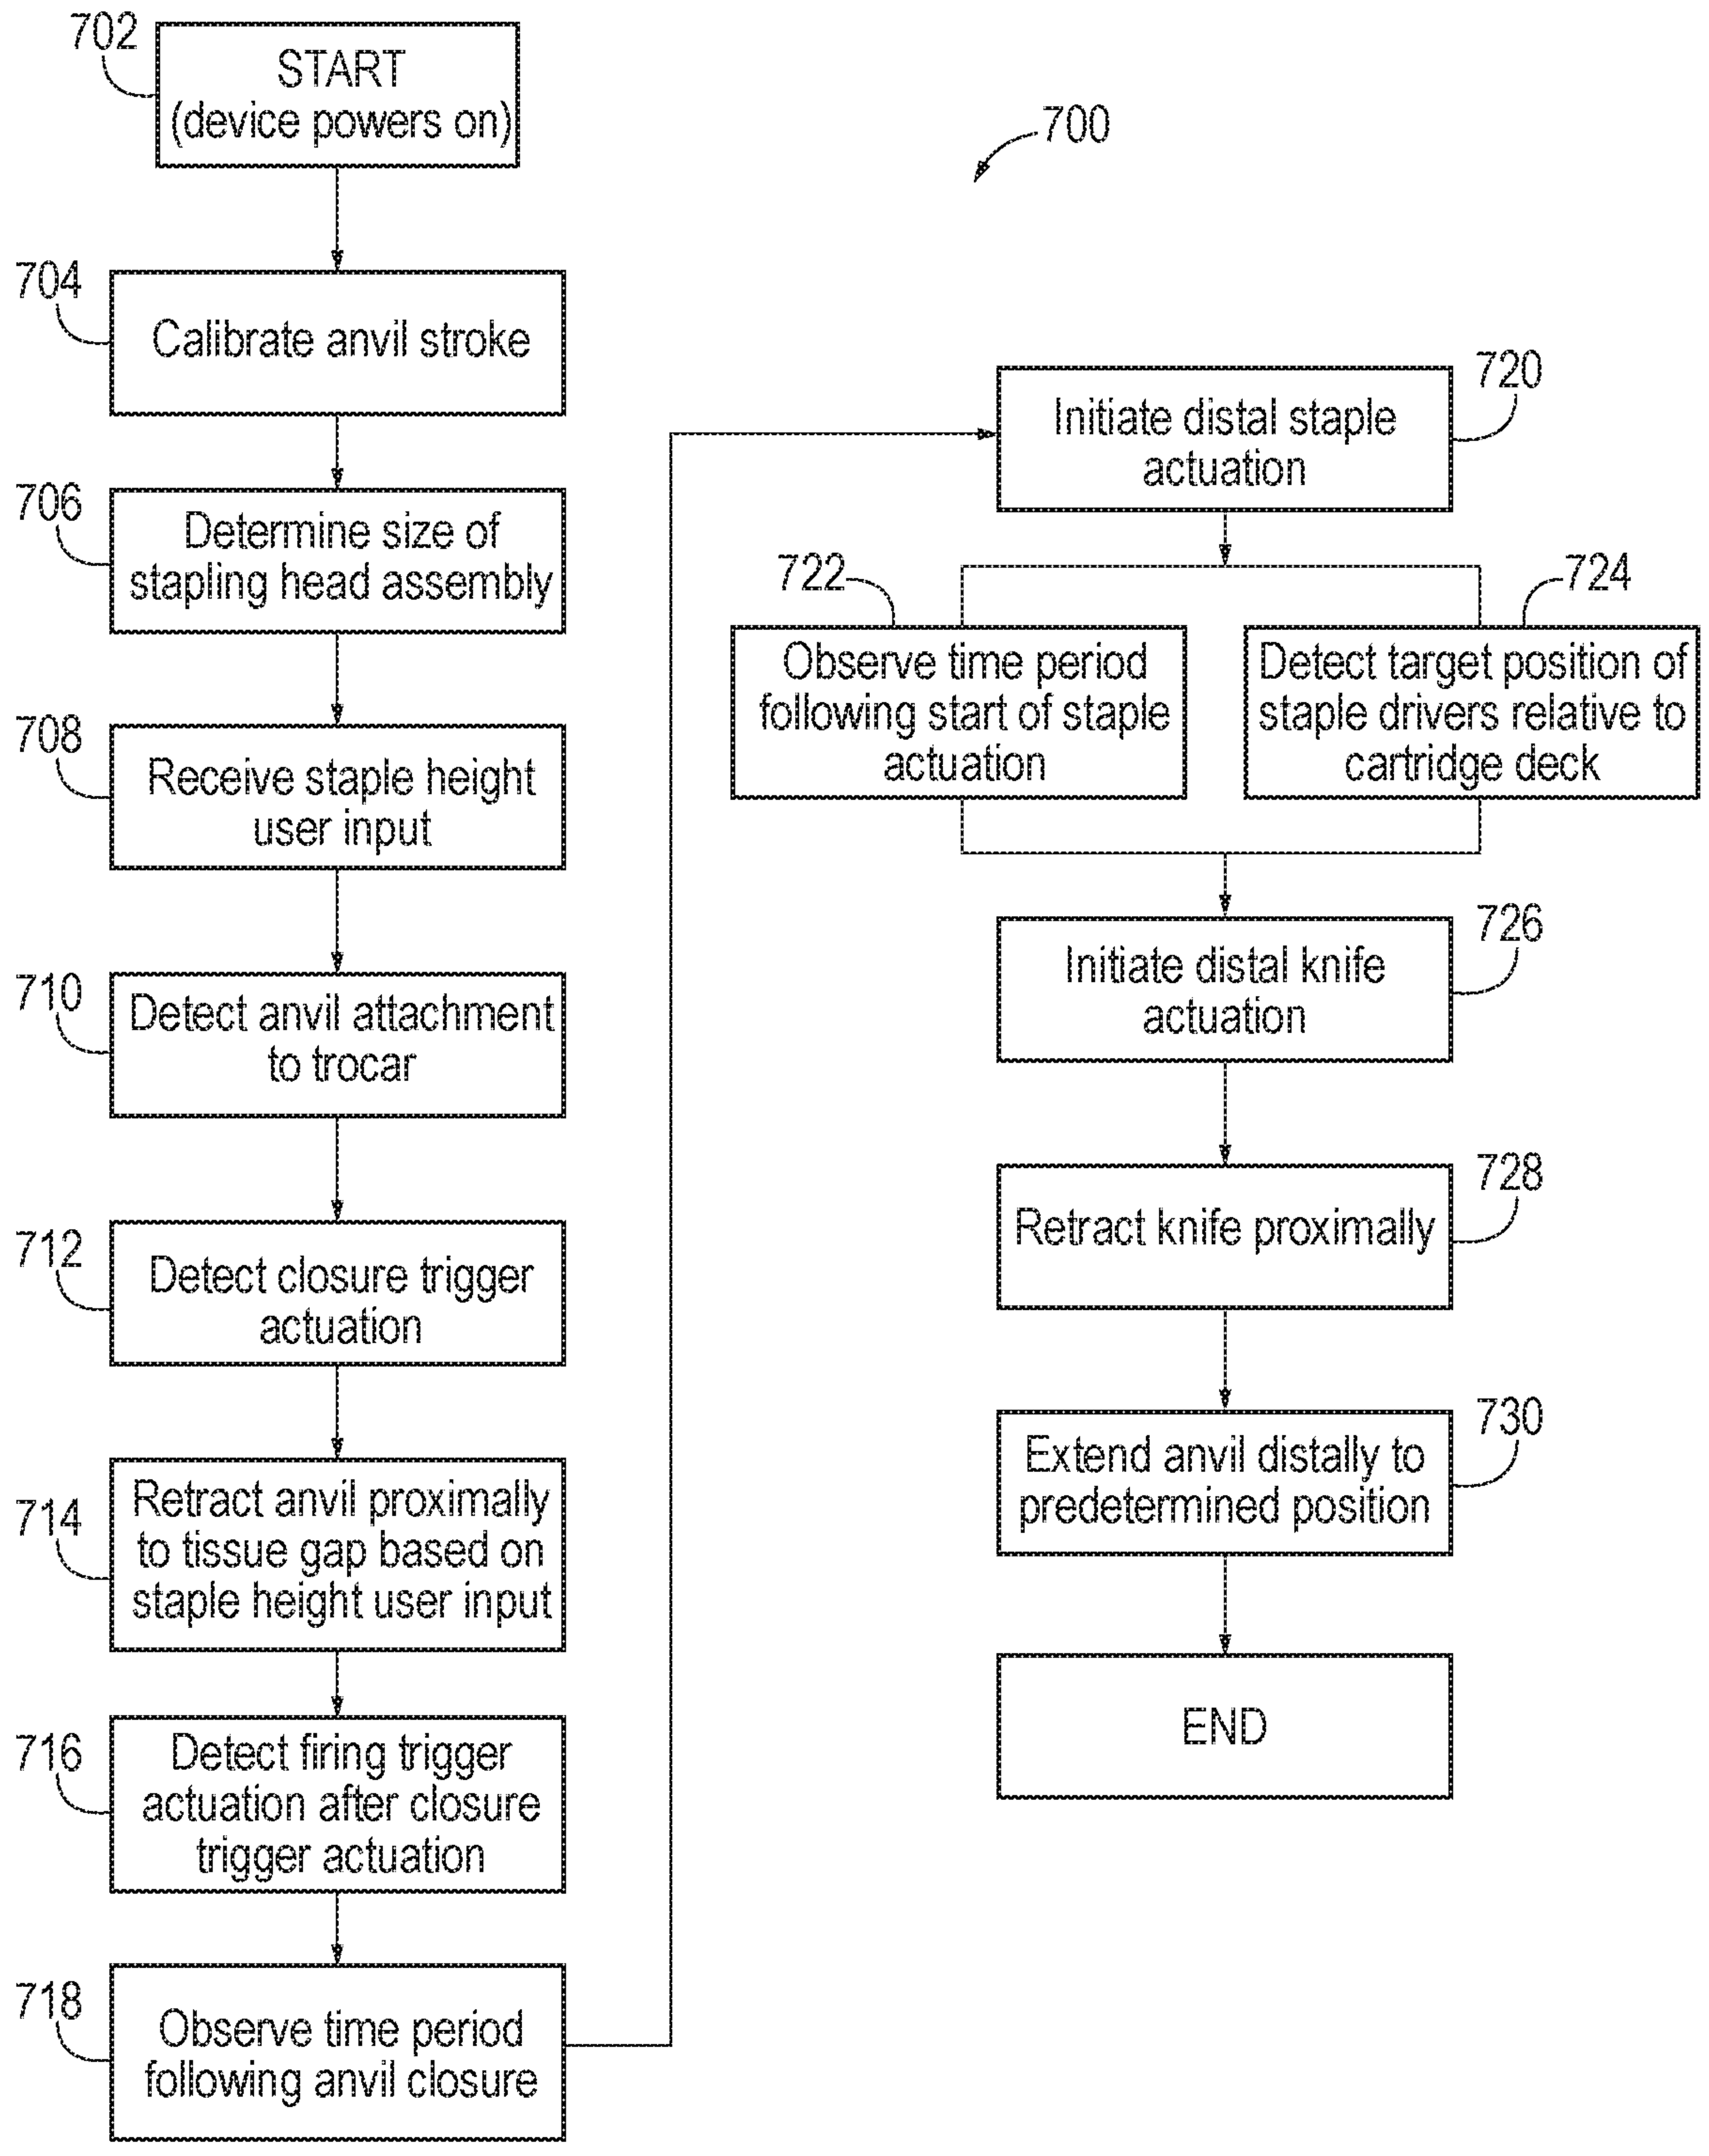 702
START
(device powers on)
700
704
Calibrate anvil stroke
706
Determine size of
stapling head assembly
708
Receive staple height
user input
710
Detect anvil attachment
to trocar
712
Detect closure trigger
actuation
714
Retract anvil proximally
to tissue gap based on
staple height user input
716
Detect firing trigger
actuation after closure
trigger actuation
718
Observe time period
following anvil closure
720
Initiate distal staple
actuation
722
Observe time period
following start of staple
actuation
724
Detect target position of
staple drivers relative to
cartridge deck
726
Initiate distal knife
actuation
728
Retract knife proximally
730
Extend anvil distally to
predetermined position
END